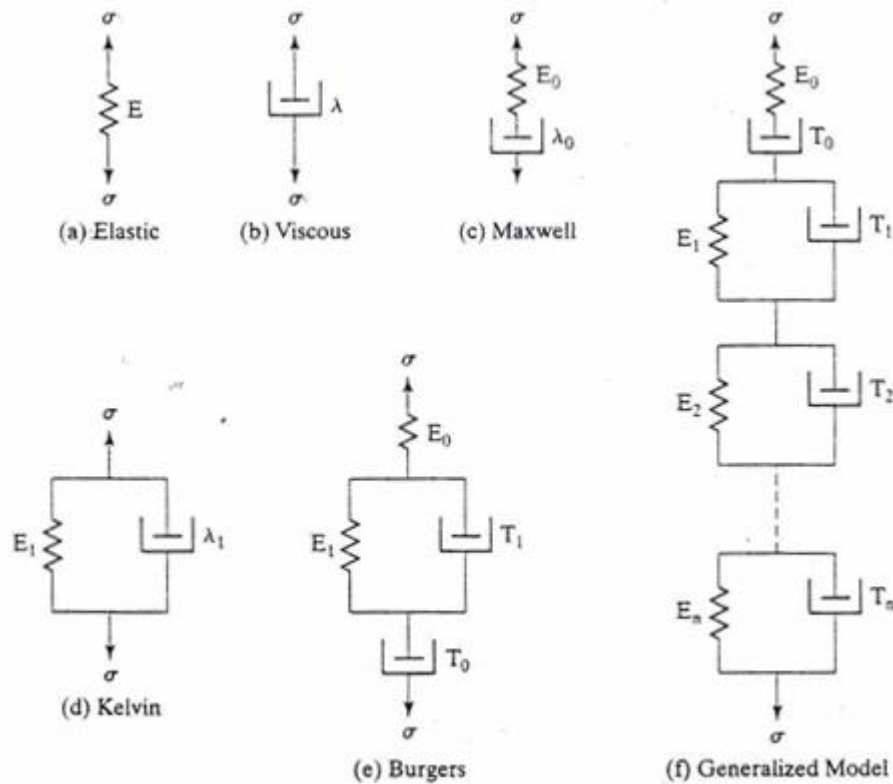 σ
E
σ
(a) Elastic
σ
λ
σ
(b) Viscous
σ
E₀
λ₀
σ
(c) Maxwell
σ
E₁
λ₁
σ
(d) Kelvin
σ
E₀
E₁
T₁
T₀
σ
(e) Burgers
σ
E₀
T₀
E₁
T₁
E₂
T₂
Eₙ
Tₙ
σ
(f) Generalized Model